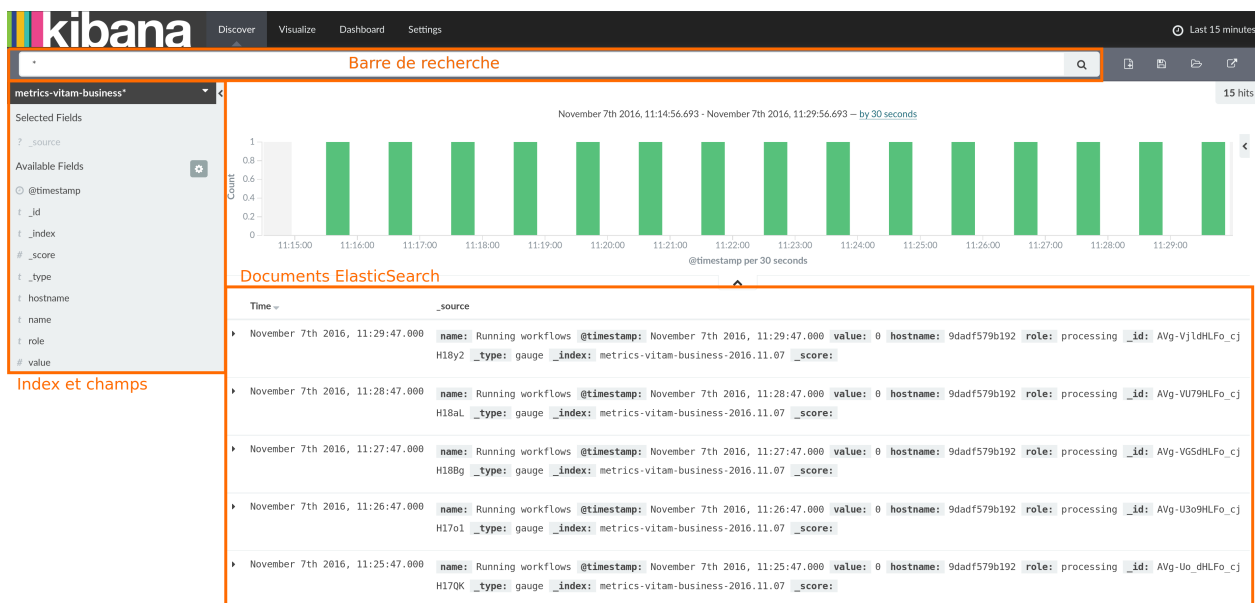 kibana
Discover Visualize Dashboard Settings Last 15 minutes
* Barre de recherche
metrics-vitam-business* 15 hits
Selected Fields
? _source
Available Fields
@timestamp
t _id
t _index
# _score
t _type
t hostname
t name
t role
# value
Index et champs
November 7th 2016, 11:14:56.693 - November 7th 2016, 11:29:56.693 — by 30 seconds
Count
1
0.8
0.6
0.4
0.2
0
11:15:00 11:16:00 11:17:00 11:18:00 11:19:00 11:20:00 11:21:00 11:22:00 11:23:00 11:24:00 11:25:00 11:26:00 11:27:00 11:28:00 11:29:00
@timestamp per 30 seconds
Documents ElasticSearch
Time _source
November 7th 2016, 11:29:47.000 name: Running workflows @timestamp: November 7th 2016, 11:29:47.000 value: 0 hostname: 9dadf579b192 role: processing _id: AVg-VjldHLFo_cj
H18y2 _type: gauge _index: metrics-vitam-business-2016.11.07 _score:
November 7th 2016, 11:28:47.000 name: Running workflows @timestamp: November 7th 2016, 11:28:47.000 value: 0 hostname: 9dadf579b192 role: processing _id: AVg-VU79HLFo_cj
H18aL _type: gauge _index: metrics-vitam-business-2016.11.07 _score:
November 7th 2016, 11:27:47.000 name: Running workflows @timestamp: November 7th 2016, 11:27:47.000 value: 0 hostname: 9dadf579b192 role: processing _id: AVg-VGSdHLFo_cj
H18Bg _type: gauge _index: metrics-vitam-business-2016.11.07 _score:
November 7th 2016, 11:26:47.000 name: Running workflows @timestamp: November 7th 2016, 11:26:47.000 value: 0 hostname: 9dadf579b192 role: processing _id: AVg-U3o9HLFo_cj
H17o1 _type: gauge _index: metrics-vitam-business-2016.11.07 _score:
November 7th 2016, 11:25:47.000 name: Running workflows @timestamp: November 7th 2016, 11:25:47.000 value: 0 hostname: 9dadf579b192 role: processing _id: AVg-Uo_dHLFo_cj
H17QK _type: gauge _index: metrics-vitam-business-2016.11.07 _score: